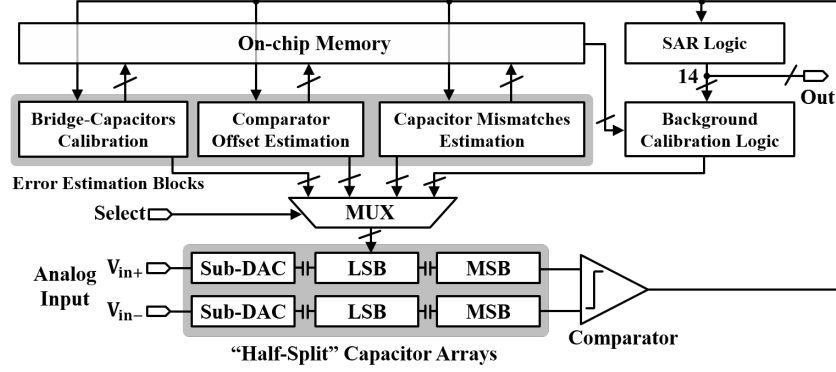 On-chip Memory
SAR Logic
14
Out
Bridge-Capacitors
Calibration
Comparator
Offset Estimation
Capacitor Mismatches
Estimation
Background
Calibration Logic
Error Estimation Blocks
Select
MUX
Analog
Input
Vin+
Sub-DAC
LSB
MSB
Vin−
Sub-DAC
LSB
MSB
Comparator
“Half-Split” Capacitor Arrays